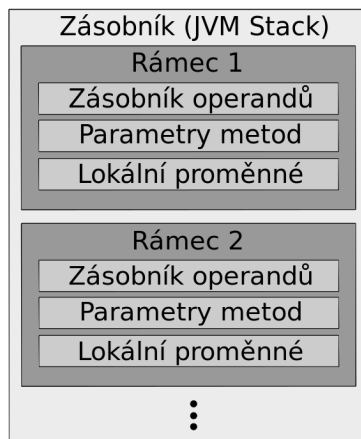 Zásobník (JVM Stack)
Rámec 1
Zásobník operandů
Parametry metod
Lokální proměnné
Rámec 2
Zásobník operandů
Parametry metod
Lokální proměnné